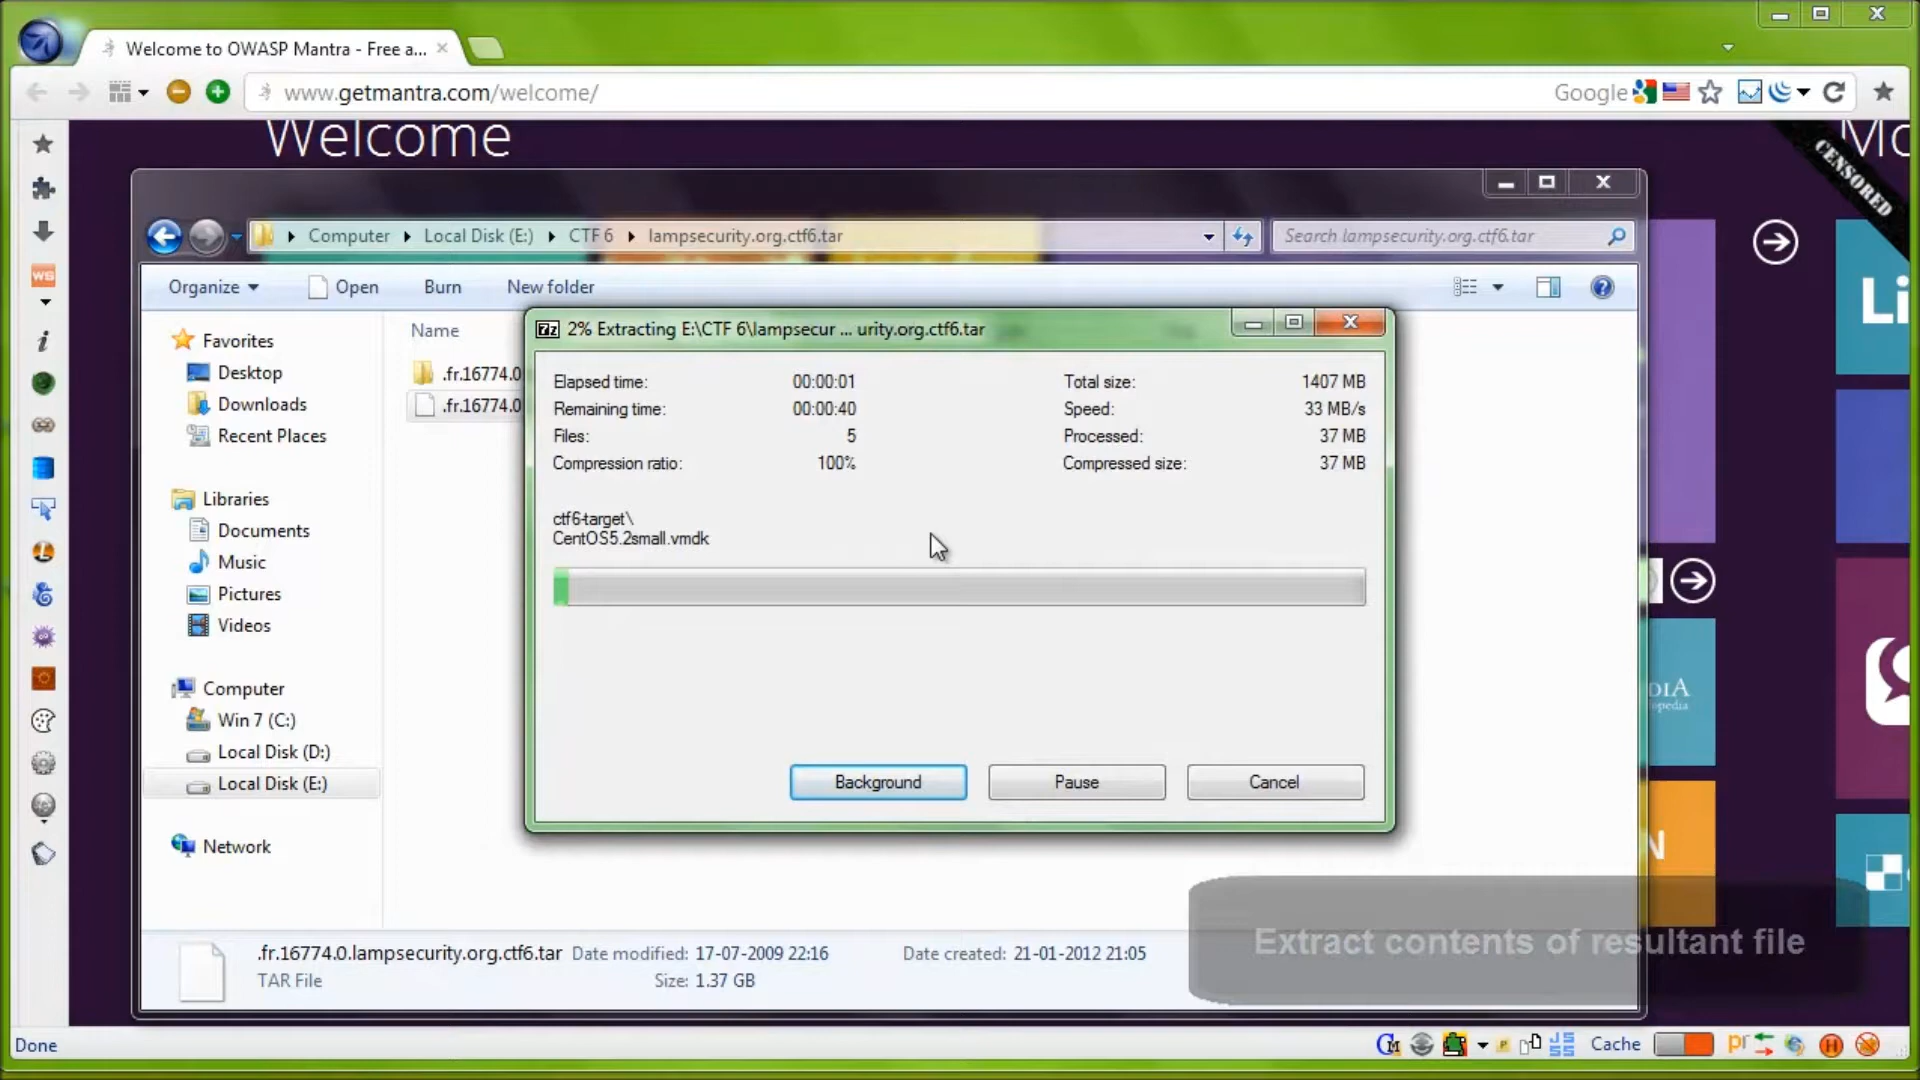 Welcome to OWASP Mantra - Free a...
www.getmantra.com/welcome/
Google
Welcome
CENSORED
Computer
Local Disk (E:)
CTF 6
lampsecurity.org.ctf6.tar
Search lampsecurity.org.ctf6.tar
Organize
Open
Burn
New folder
Favorites
Desktop
Downloads
Recent Places
Libraries
Documents
Music
Pictures
Videos
Computer
Win 7 (C:)
Local Disk (D:)
Local Disk (E:)
Network
Name
.fr.16774.0
.fr.16774.0
7z 2% Extracting E:\CTF 6\lampsecur ... urity.org.ctf6.tar
Elapsed time: 00:00:01 Total size: 1407 MB
Remaining time: 00:00:40 Speed: 33 MB/s
Files: 5 Processed: 37 MB
Compression ratio: 100% Compressed size: 37 MB
ctf6-target\
CentOS5.2small.vmdk
Background
Pause
Cancel
WS
Li
DIA
opedia
N
.fr.16774.0.lampsecurity.org.ctf6.tar Date modified: 17-07-2009 22:16 Date created: 21-01-2012 21:05
TAR File Size: 1.37 GB
Extract contents of resultant file
Done
Cache